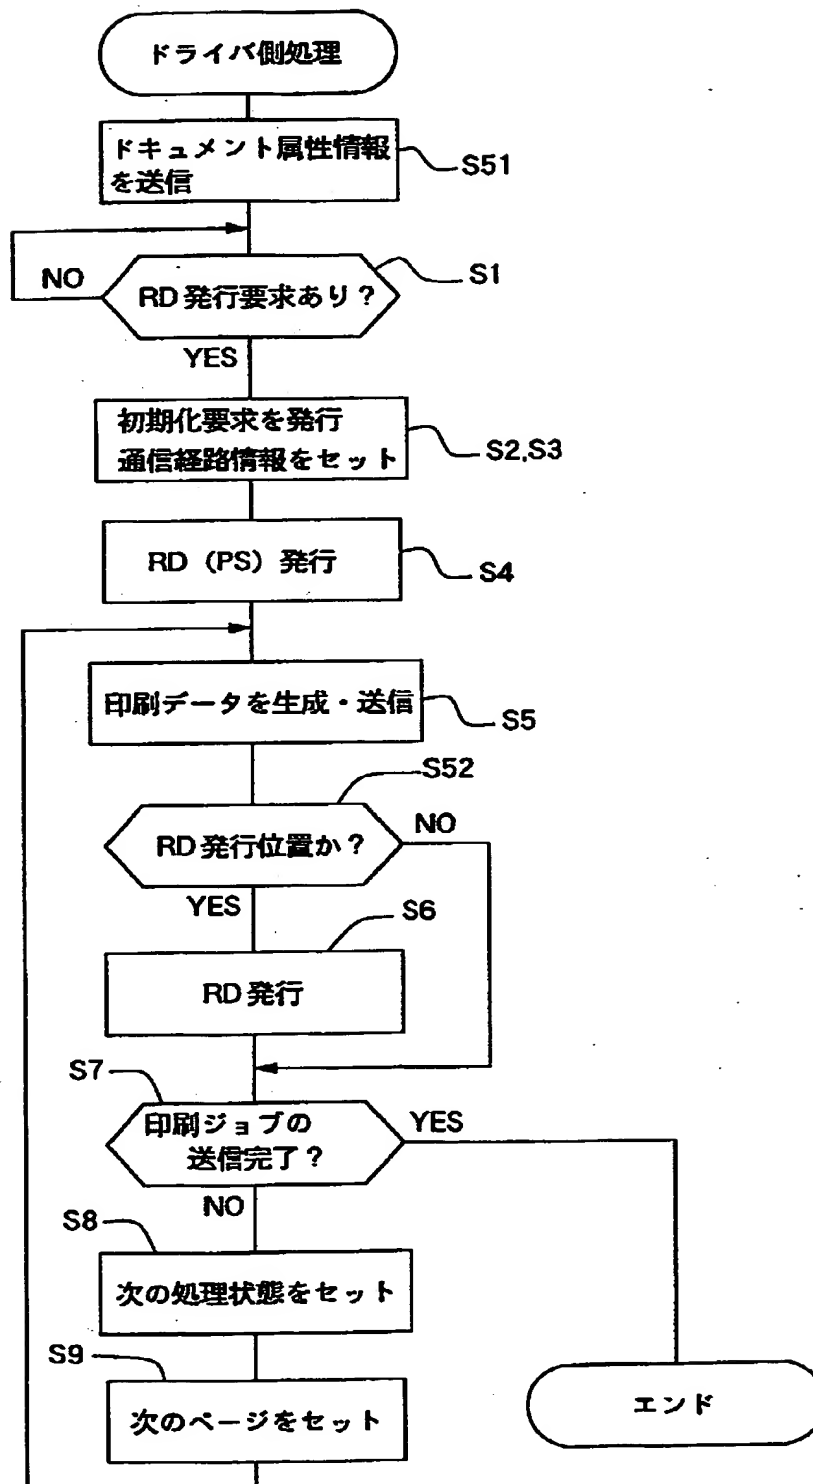 ドライバ側処理
ドキュメント属性情報
を送信
S51
NO
RD発行要求あり？
S1
YES
初期化要求を発行
通信経路情報をセット
S2,S3
RD（PS）発行
S4
印刷データを生成・送信
S5
S52
RD発行位置か？
NO
YES
S6
RD発行
S7
印刷ジョブの
送信完了？
YES
NO
S8
次の処理状態をセット
S9
次のページをセット
エンド